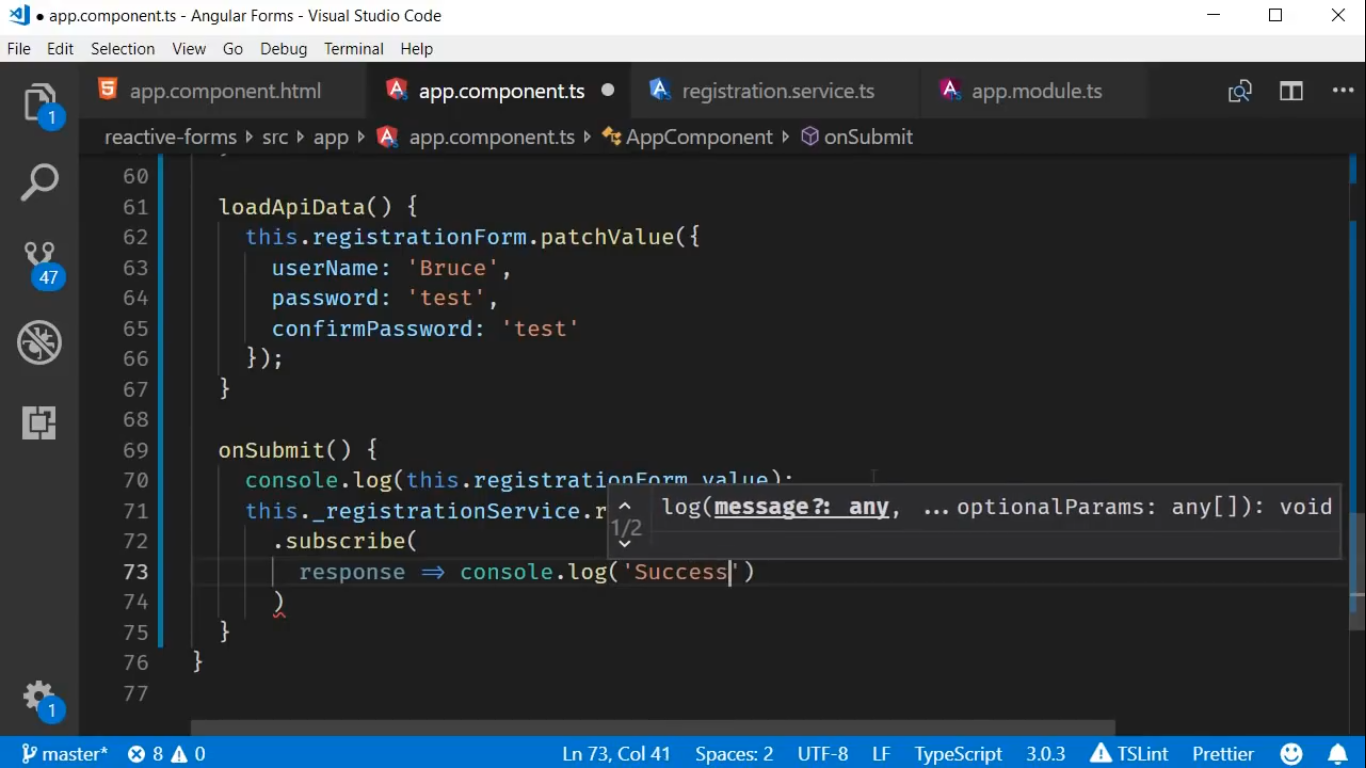 app.component.ts - Angular Forms - Visual Studio Code
File Edit Selection View Go Debug Terminal Help
app.component.html app.component.ts registration.service.ts app.module.ts
reactive-forms src app app.component.ts AppComponent onSubmit
60
61 loadApiData() {
62 this.registrationForm.patchValue({
63 userName: 'Bruce',
64 password: 'test',
65 confirmPassword: 'test'
66 });
67 }
68
69 onSubmit() {
70 console.log(this.registrationForm.value);
71 this._registrationService.r
log(message?: any, ...optionalParams: any[]): void
1/2
72 .subscribe(
73 response => console.log('Success')
74 )
75 }
76 }
77
1
47
1
master* 8 0 Ln 73, Col 41 Spaces: 2 UTF-8 LF TypeScript 3.0.3 TSLint Prettier